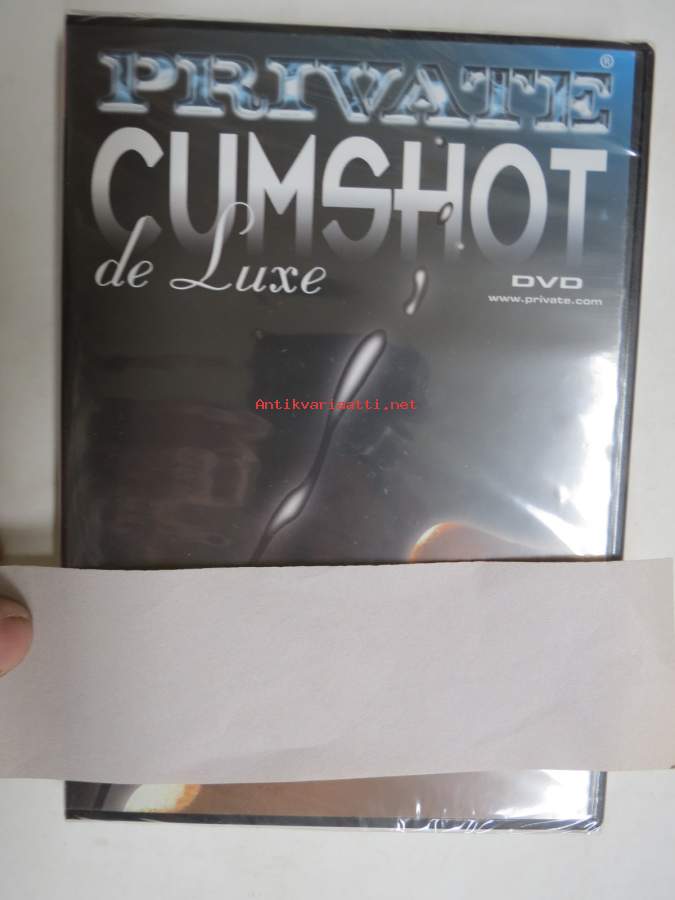 PRIVATE®
CUMSHOT
de Luxe
DVD
www.private.com
Antikvariaatti.net